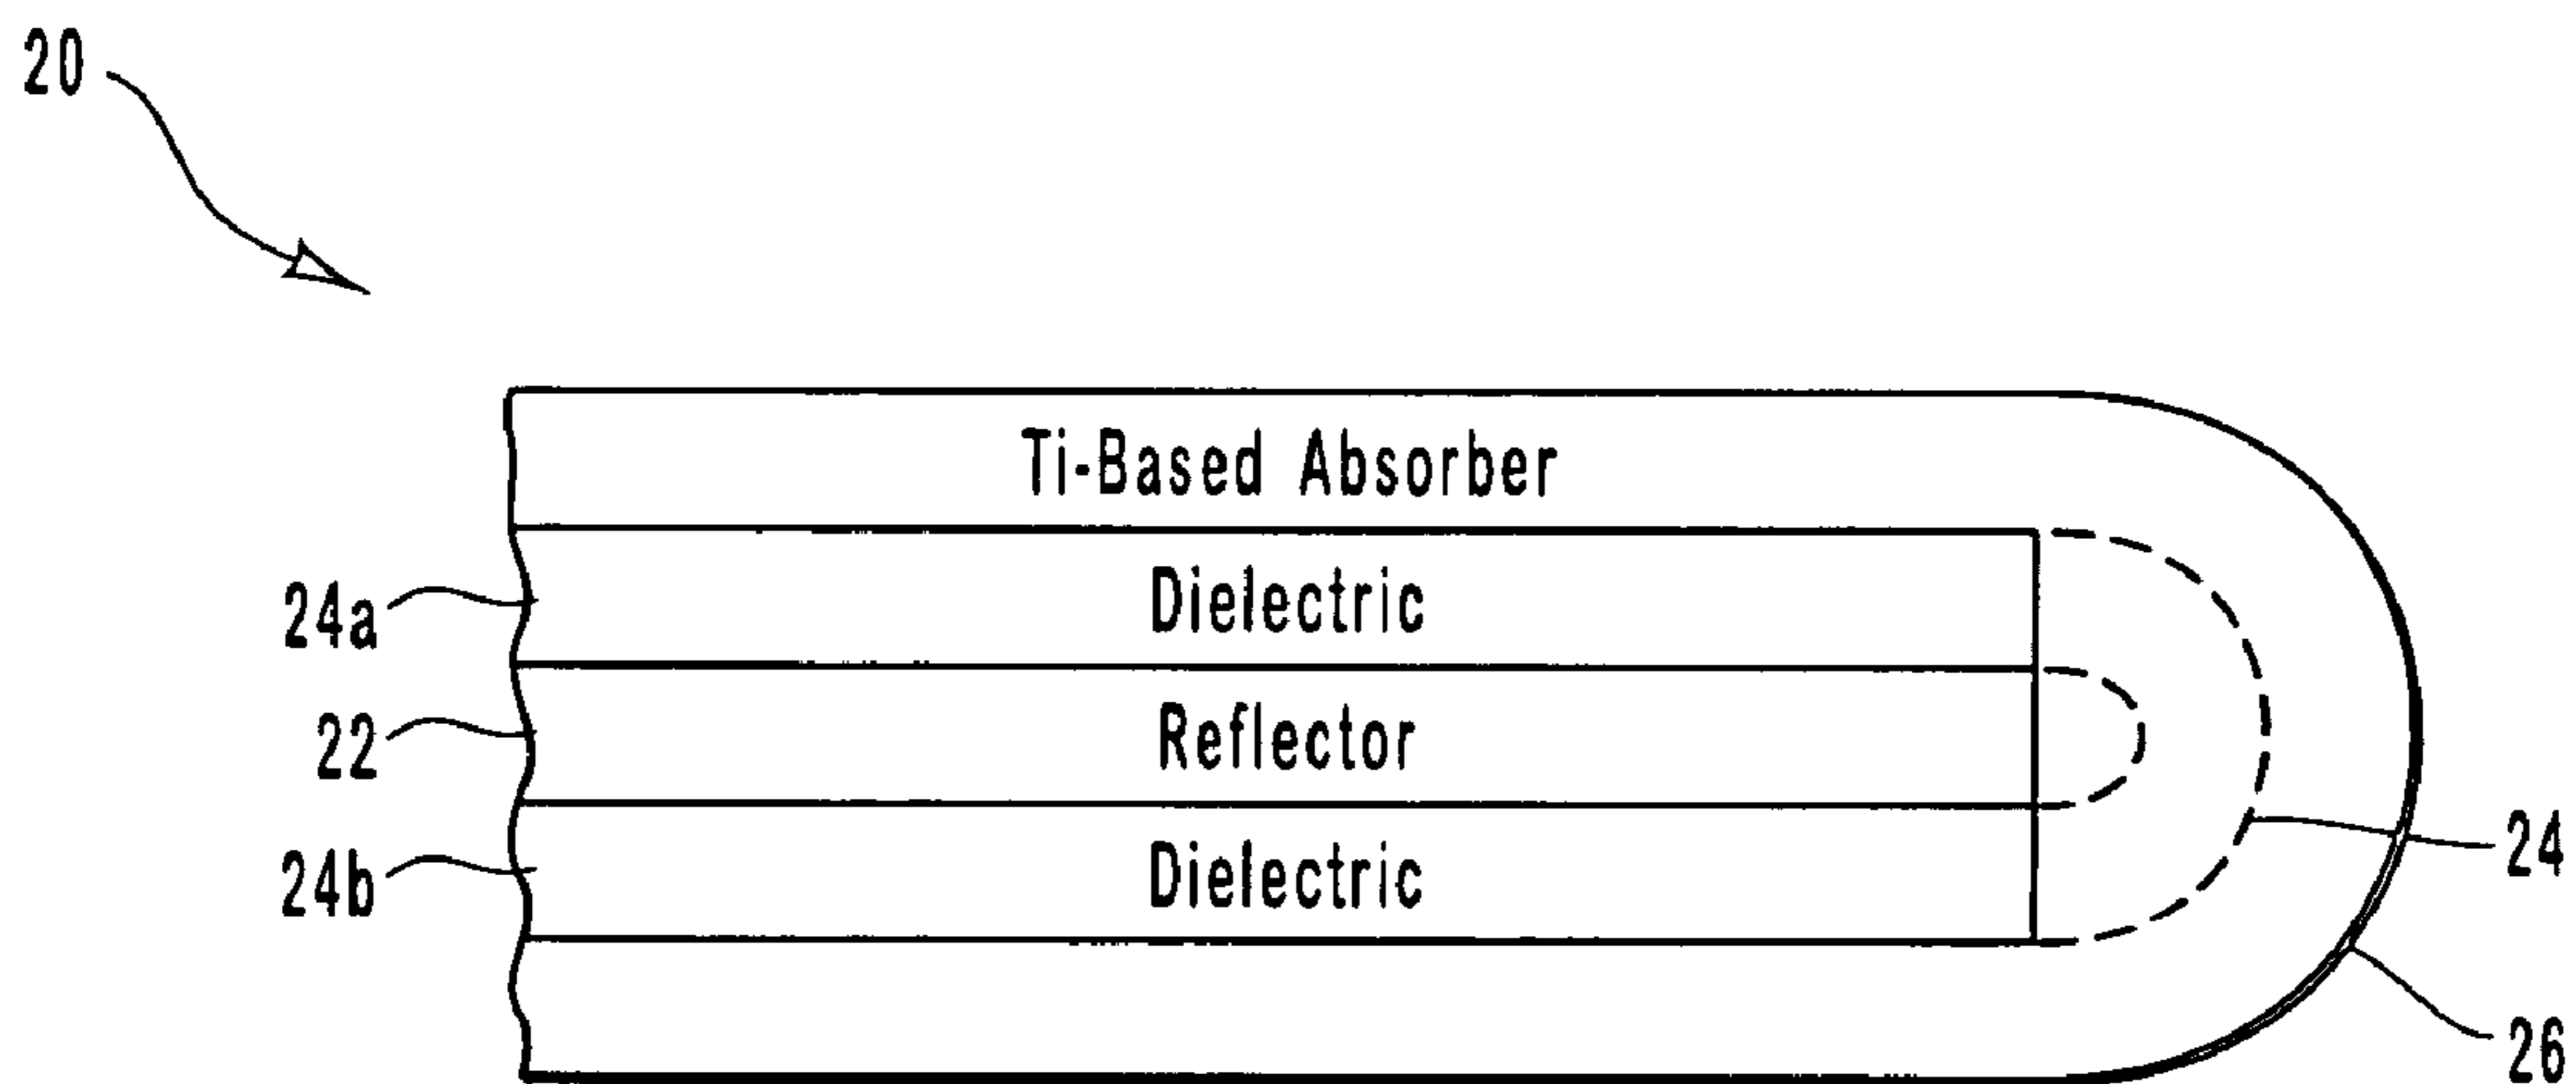 20
Ti-Based Absorber
24a
Dielectric
22
Reflector
24b
Dielectric
24
26